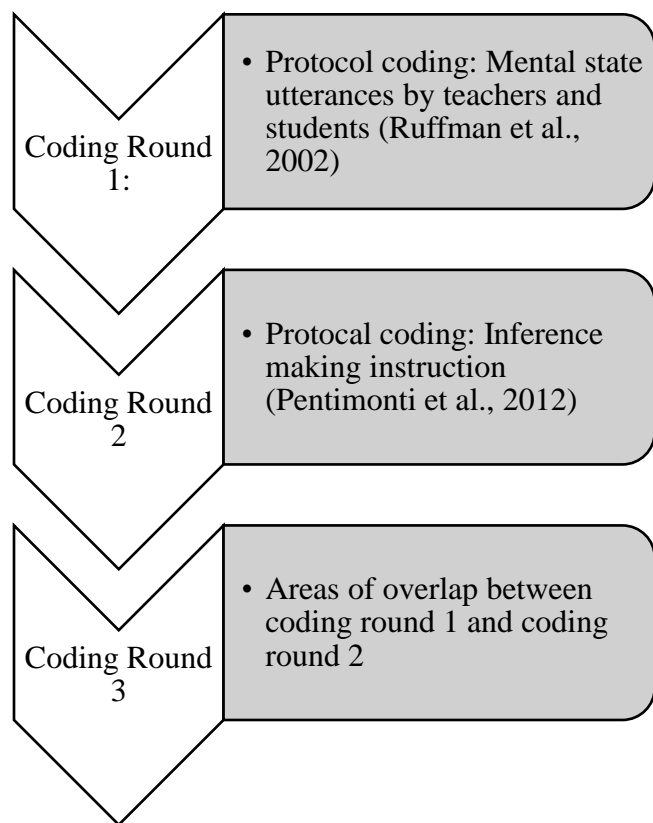 Coding Round
1:
• Protocol coding: Mental state
utterances by teachers and
students (Ruffman et al.,
2002)
Coding Round
2
• Protocal coding: Inference
making instruction
(Pentimonti et al., 2012)
Coding Round
3
• Areas of overlap between
coding round 1 and coding
round 2